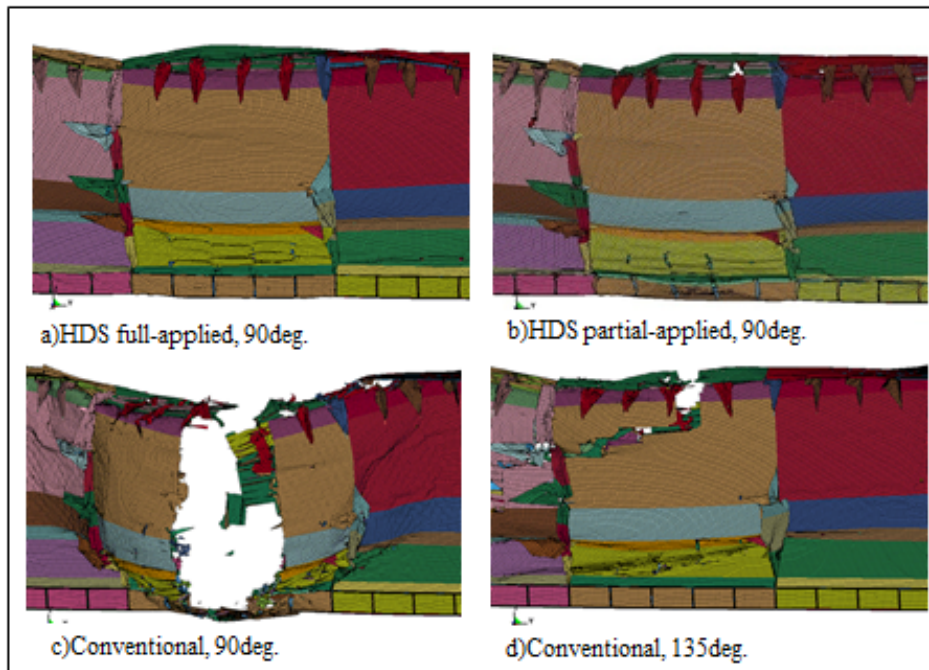 a)HDS full-applied, 90deg.
b)HDS partial-applied, 90deg.
c)Conventional, 90deg.
d)Conventional, 135deg.